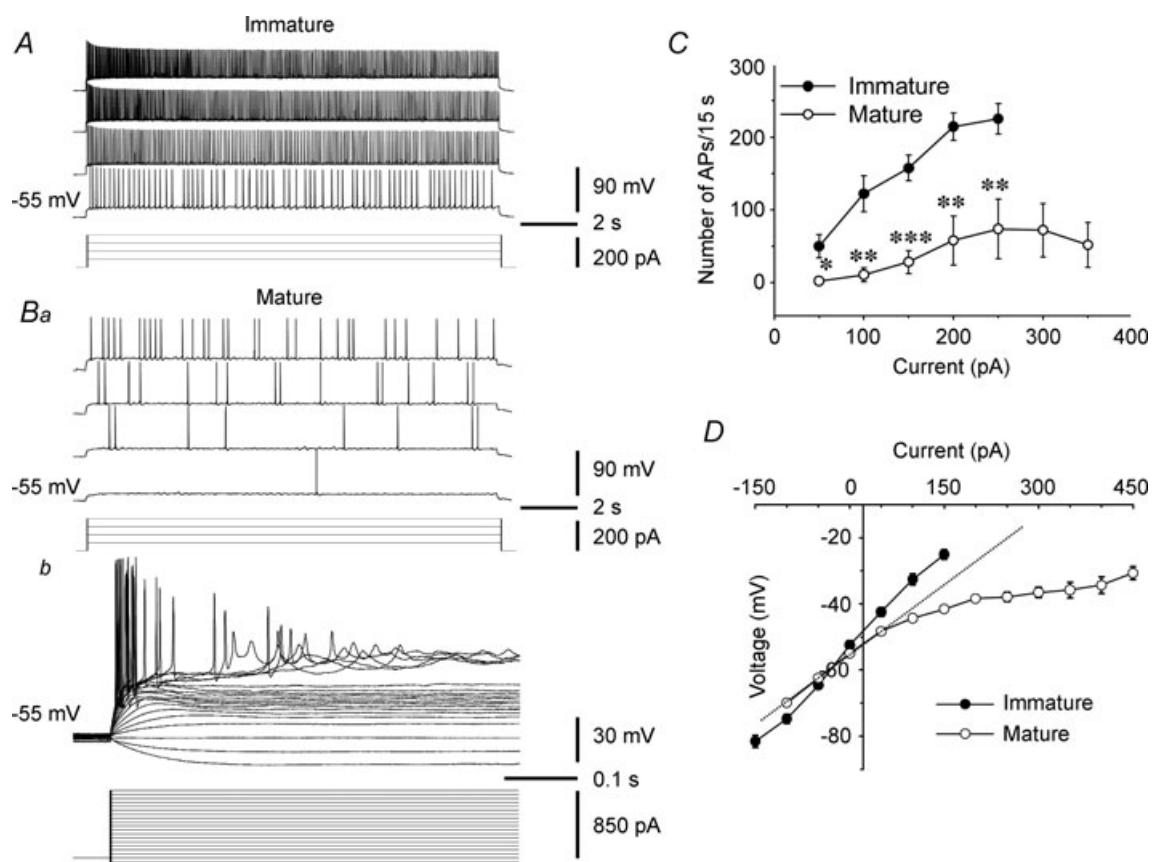 A
Immature
-55 mV
90 mV
2 s
200 pA
Ba
Mature
-55 mV
90 mV
2 s
200 pA
b
-55 mV
30 mV
0.1 s
850 pA
C
300
200
100
0
Number of APs/15 s
Immature
Mature
*
**
***
**
**
0
100
200
300
400
Current (pA)
D
Current (pA)
-150
0
150
300
450
-20
-40
-60
-80
Voltage (mV)
Immature
Mature